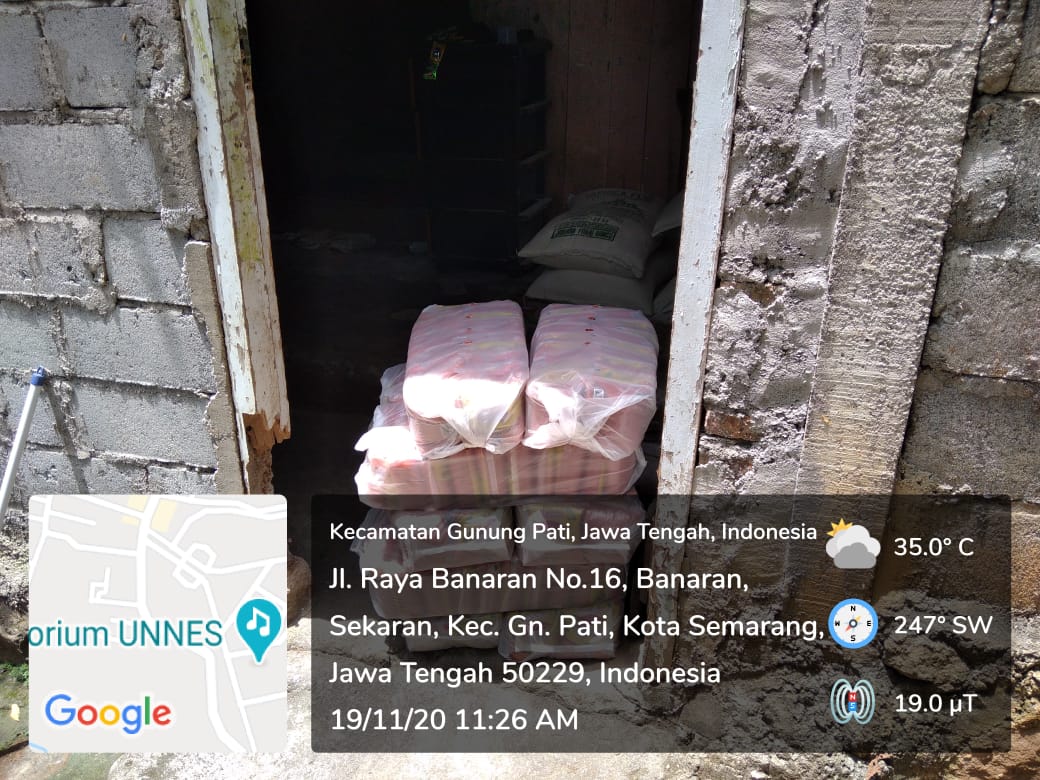 orium UNNES
Google
Kecamatan Gunung Pati, Jawa Tengah, Indonesia
Jl. Raya Banaran No.16, Banaran,
Sekaran, Kec. Gn. Pati, Kota Semarang,
Jawa Tengah 50229, Indonesia
19/11/20 11:26 AM
35.0° C
N
W E
S
247° SW
N
S
19.0 µT